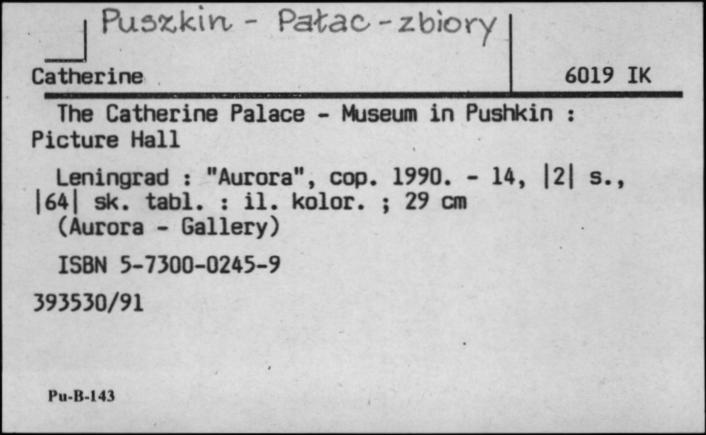 Puszkin - Pałac - zbiory
Catherine 6019 IK
The Catherine Palace - Museum in Pushkin :
Picture Hall
Leningrad : "Aurora", cop. 1990. - 14, |2| s.,
|64| sk. tabl. : il. kolor. ; 29 cm
(Aurora - Gallery)
ISBN 5-7300-0245-9
393530/91
Pu-B-143